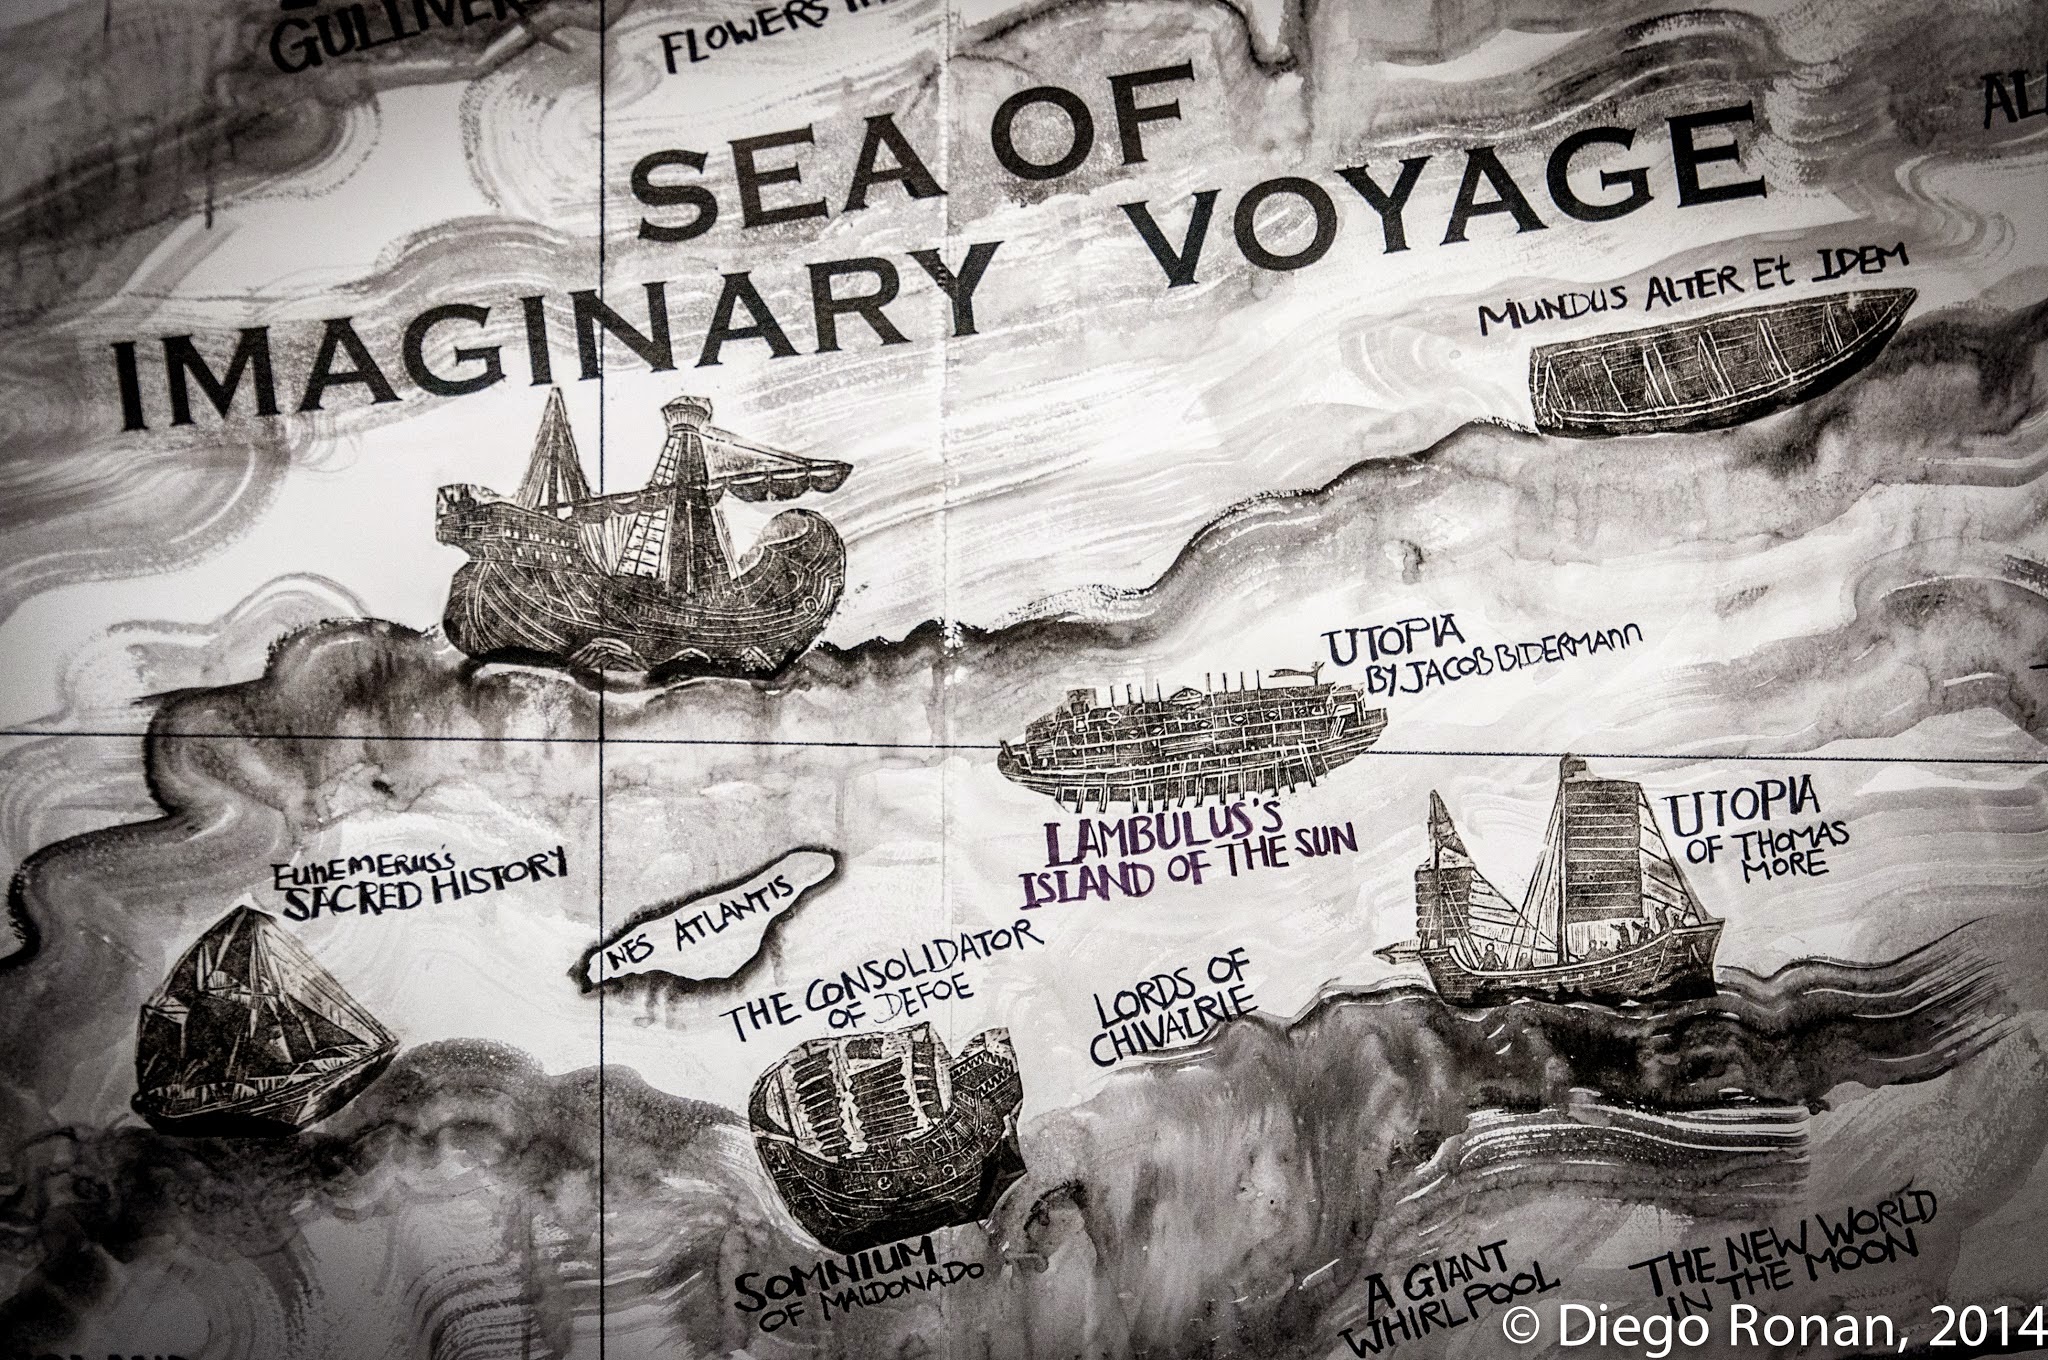 GULLIVER
FLOWERS
SEA OF
IMAGINARY VOYAGE
MUNDUS ALTER Et IDEM
UTOPIA
BY JACOB BIDERMANN
LAMBULUS'S
ISLAND OF THE SUN
UTOPIA
OF THOMAS
MORE
EUHEMERUS'S
SACRED HISTORY
NES ATLANTIS
THE CONSOLIDATOR
OF DEFOE
LORDS OF
CHIVALRIE
SOMNIUM
OF MALDONADO
A GIANT
WHIRLPOOL
THE NEW WORLD
IN THE MOON
© Diego Ronan, 2014